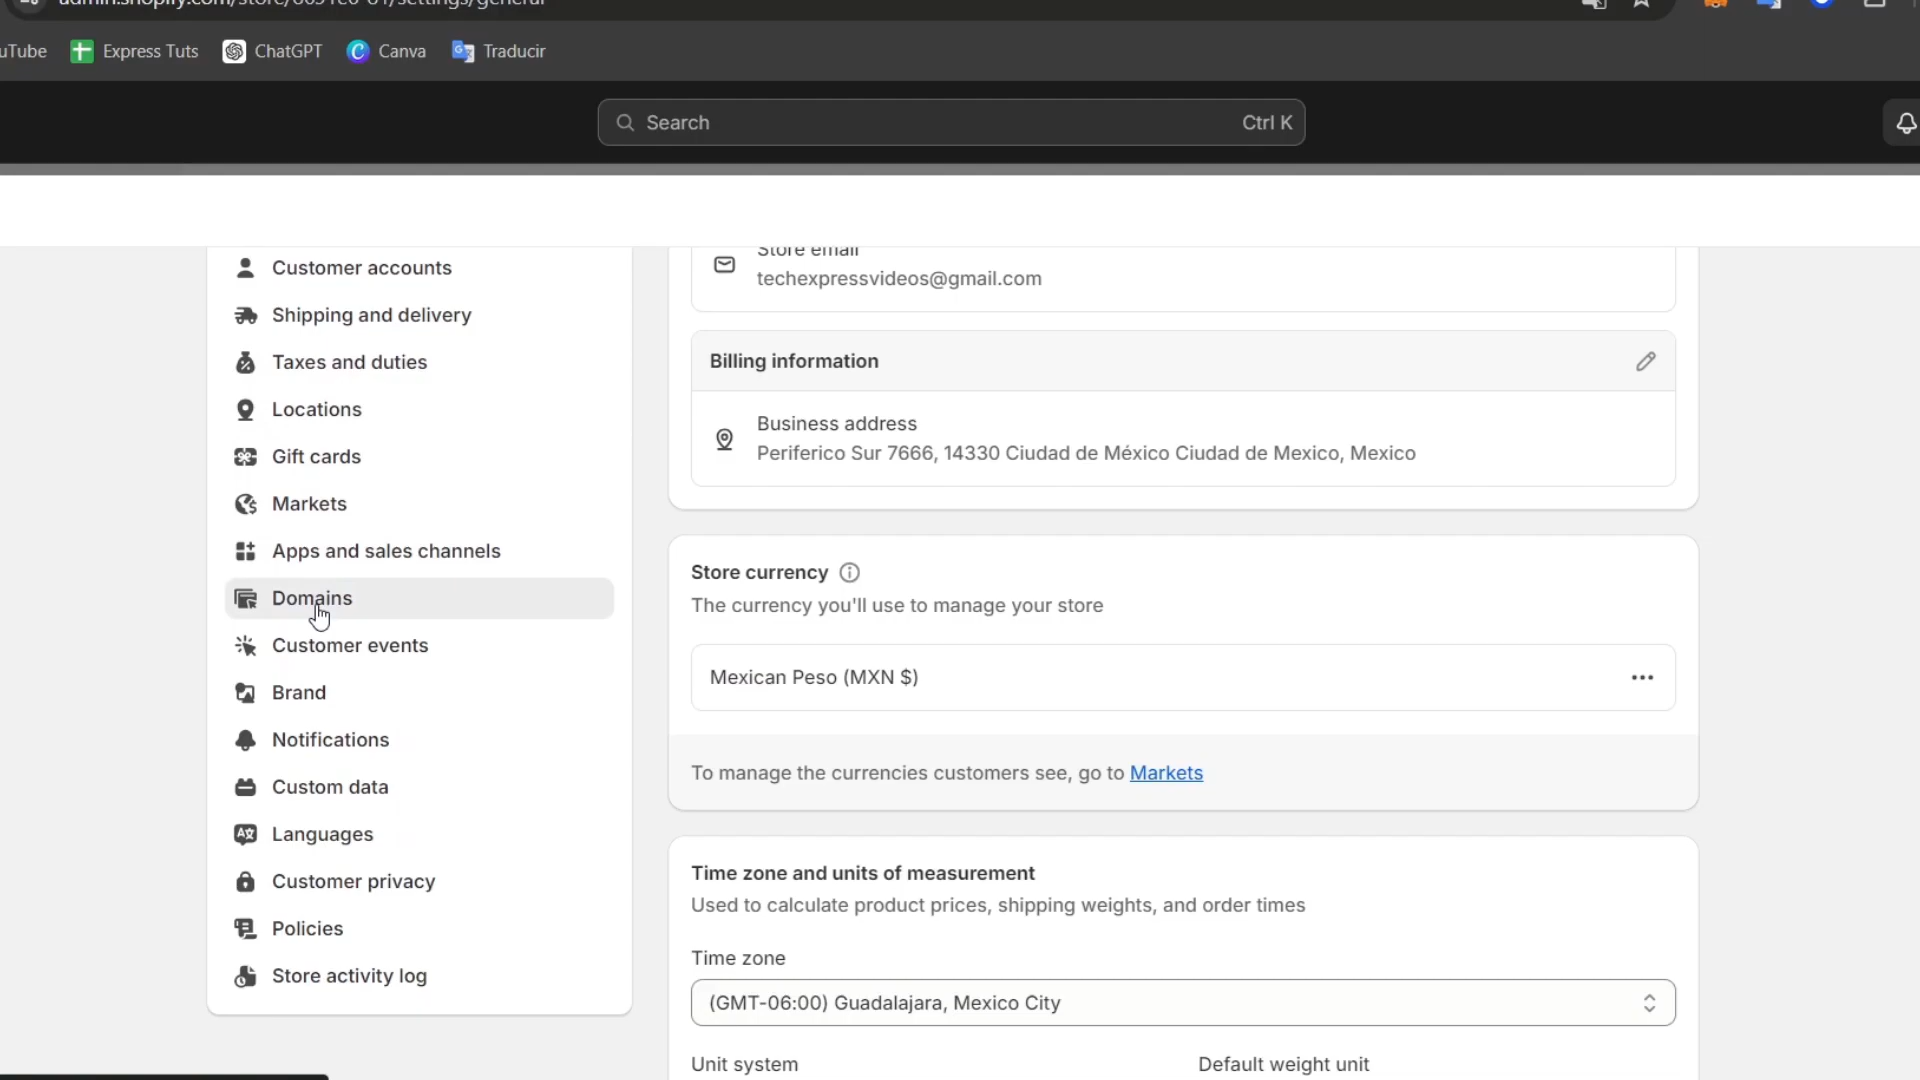 YouTube
Express Tuts
ChatGPT
Canva
Traducir
Search
Ctrl K
Customer accounts
Shipping and delivery
Taxes and duties
Locations
Gift cards
Markets
Apps and sales channels
Domains
Customer events
Brand
Notifications
Custom data
Languages
Customer privacy
Policies
Store activity log
Store email
techexpressvideos@gmail.com
Billing information
Business address
Periferico Sur 7666, 14330 Ciudad de México Ciudad de Mexico, Mexico
Store currency
The currency you'll use to manage your store
Mexican Peso (MXN $)
To manage the currencies customers see, go to Markets
Time zone and units of measurement
Used to calculate product prices, shipping weights, and order times
Time zone
(GMT-06:00) Guadalajara, Mexico City
Unit system
Default weight unit